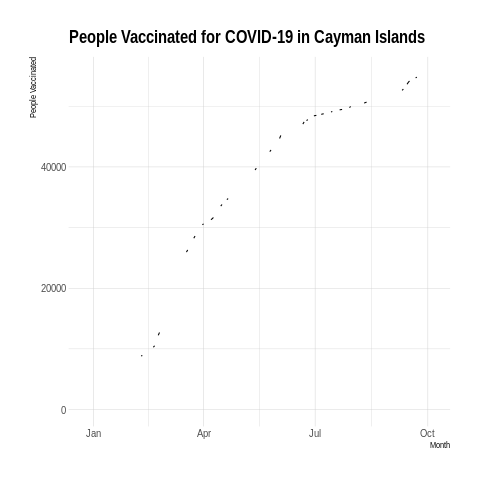 People Vaccinated for COVID-19 in Cayman Islands
People Vaccinated
40000
20000
0
Jan Apr Jul Oct
Month